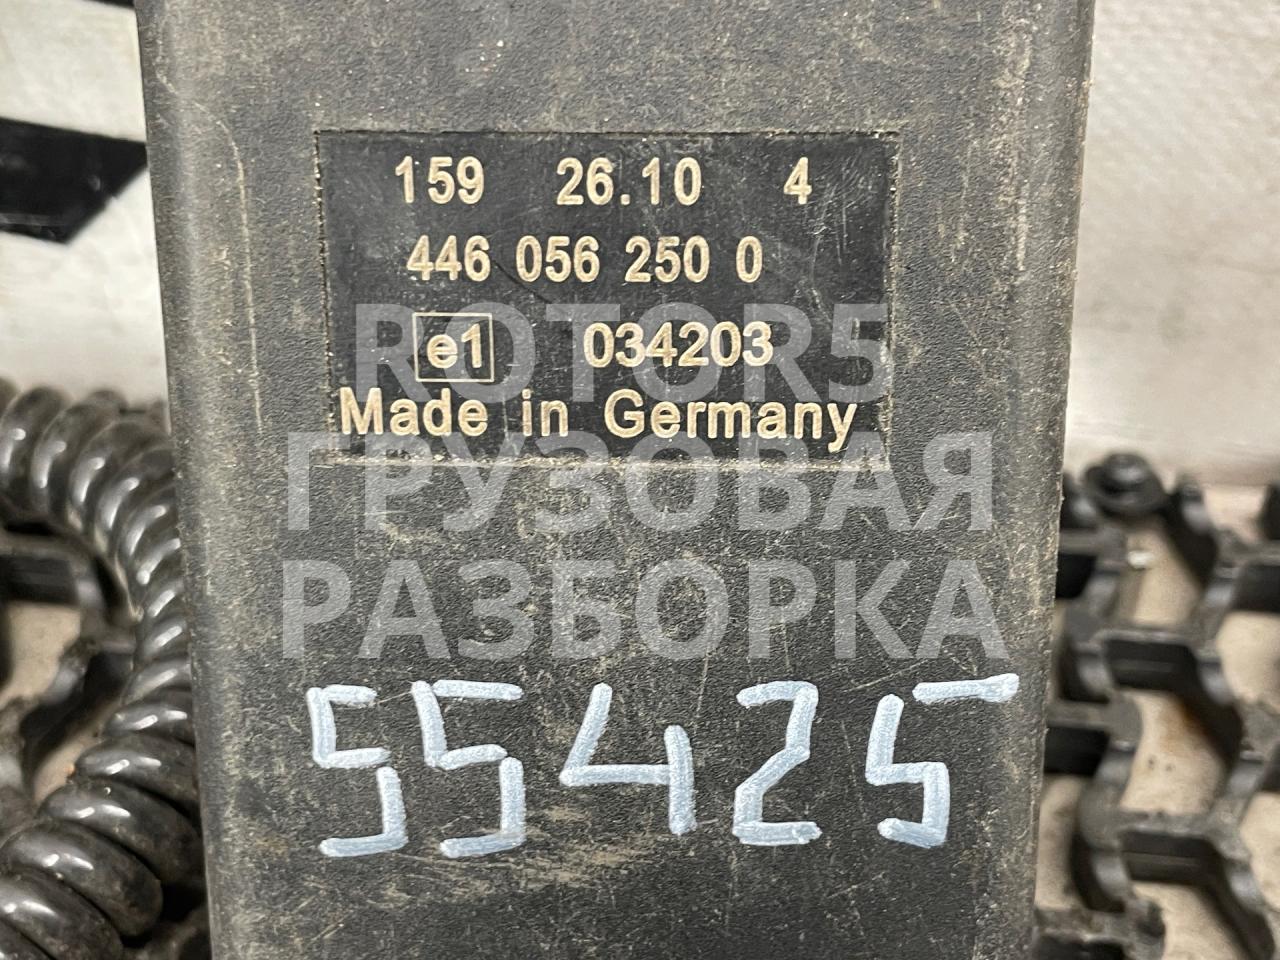 159 26.10 4
446 056 250 0
e1 034203
Made in Germany
ROTOR5
ГРУЗОВАЯ
РАЗБОРКА
55425